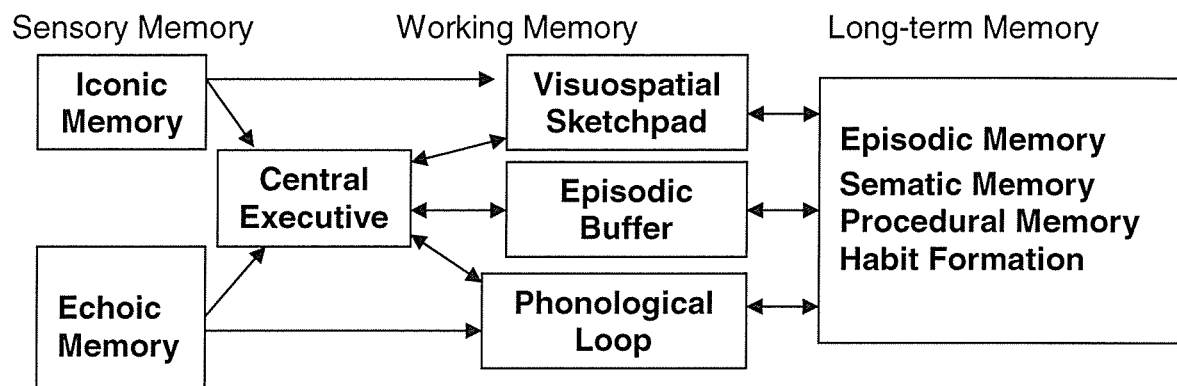 Sensory Memory
Working Memory
Long-term Memory
Iconic
Memory
Visuospatial
Sketchpad
Central
Executive
Episodic
Buffer
Echoic
Memory
Phonological
Loop
Episodic Memory
Sematic Memory
Procedural Memory
Habit Formation